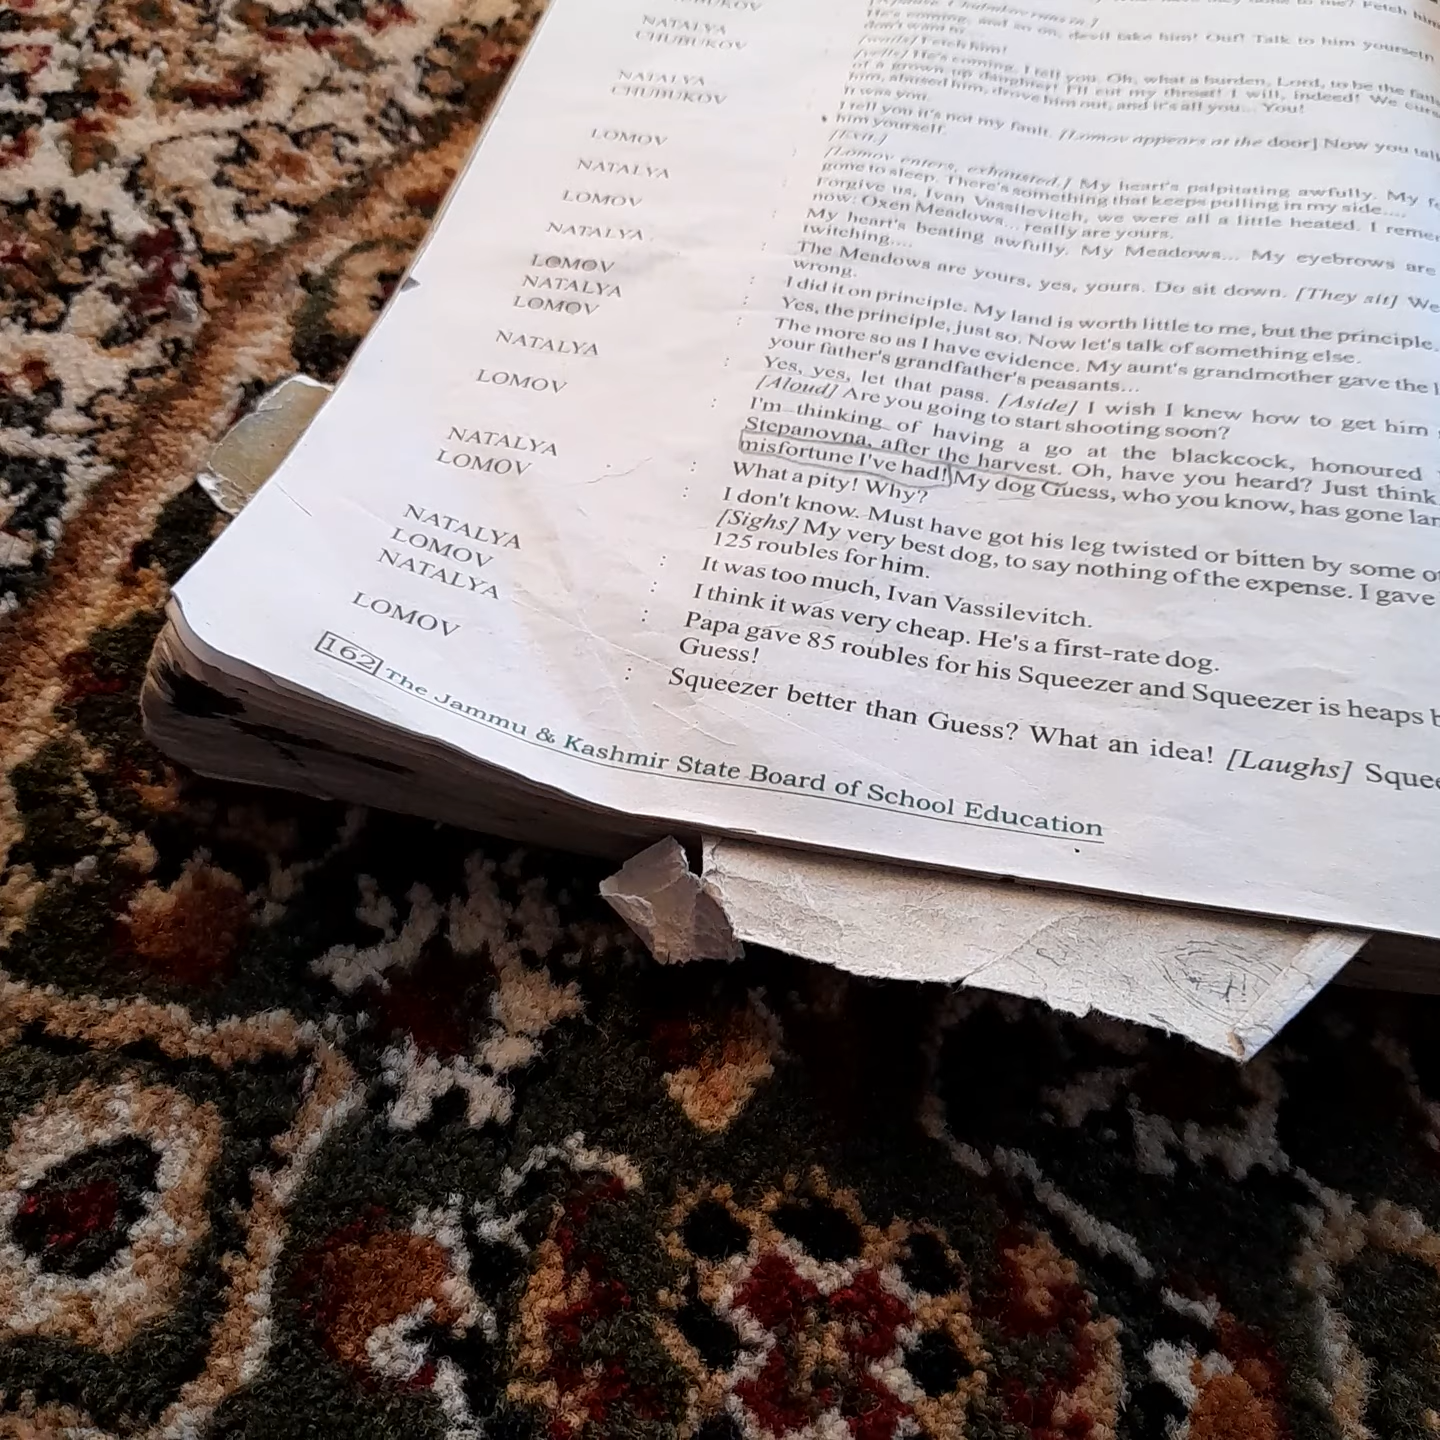 NATALYA
CHUBUKOV
He's coming, and so on, devil take him! Ouf! Talk to him yourself,
[wails] Fetch him!
[yells] He's coming, I tell you. Oh, what a burden, Lord, to be the
of a grown-up daughter! I'll cut my throat! I will, indeed! We
him, abused him, drove him out, and it's all you... You!
NATALYA
It was you.
CHUBUKOV
I tell you it's not my fault. [Lomov appears at the door] Now you
him yourself.
[Exit.]
LOMOV
[Lomov enters, exhausted.] My heart's palpitating awfully. My
gone to sleep. There's something that keeps pulling in my side....
NATALYA
Forgive us, Ivan Vassilevitch, we were all a little heated. I
now: Oxen Meadows... really are yours.
LOMOV
My heart's beating awfully. My Meadows... My eyebrows are
twitching....
NATALYA : The Meadows are yours, yes, yours. Do sit down. [They sit] We
wrong.
LOMOV : I did it on principle. My land is worth little to me, but the principle.
NATALYA : Yes, the principle, just so. Now let's talk of something else.
LOMOV : The more so as I have evidence. My aunt's grandmother gave the
your father's grandfather's peasants...
NATALYA : Yes, yes, let that pass. [Aside] I wish I knew how to get him
[Aloud] Are you going to start shooting soon?
LOMOV : I'm thinking of having a go at the blackcock, honoured
Stepanovna, after the harvest. Oh, have you heard? Just think
misfortune I've had! My dog Guess, who you know, has gone
NATALYA : What a pity! Why?
LOMOV : I don't know. Must have got his leg twisted or bitten by some
[Sighs] My very best dog, to say nothing of the expense. I gave
125 roubles for him.
NATALYA : It was too much, Ivan Vassilevitch.
LOMOV : I think it was very cheap. He's a first-rate dog.
NATALYA : Papa gave 85 roubles for his Squeezer and Squeezer is heaps
Guess!
LOMOV : Squeezer better than Guess? What an idea! [Laughs]
162 The Jammu & Kashmir State Board of School Education